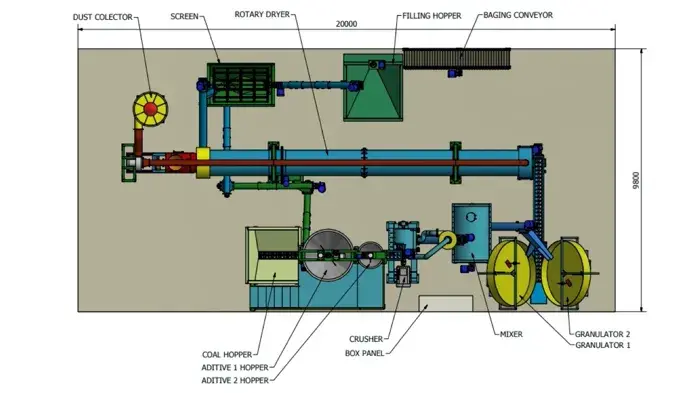 DUST COLECTOR
SCREEN
ROTARY DRYER
FILLING HOPPER
BAGING CONVEYOR
20000
9800
CRUSHER
MIXER
GRANULATOR 2
GRANULATOR 1
BOX PANEL
COAL HOPPER
ADITIVE 1 HOPPER
ADITIVE 2 HOPPER